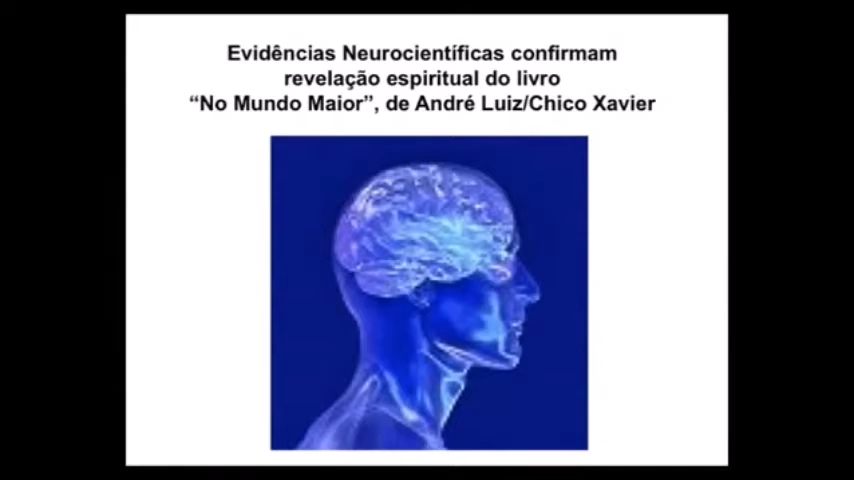 Evidências Neurocientíficas confirmam
revelação espiritual do livro
“No Mundo Maior”, de André Luiz/Chico Xavier